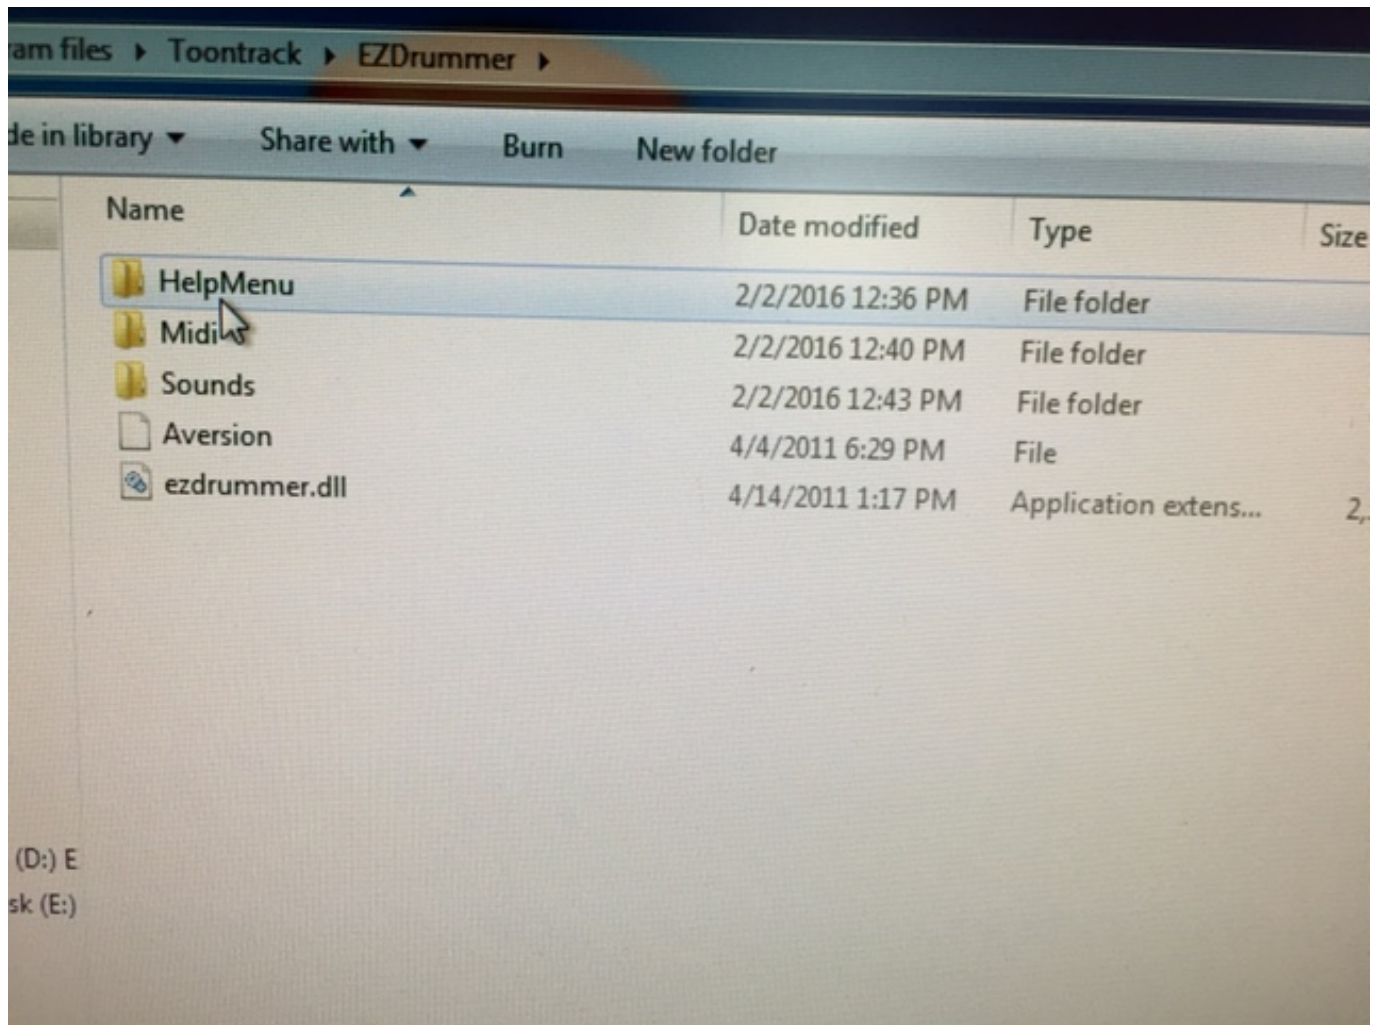 am files Toontrack EZDrummer
de in library Share with Burn New folder
Name Date modified Type Size
HelpMenu 2/2/2016 12:36 PM File folder
Midi 2/2/2016 12:40 PM File folder
Sounds 2/2/2016 12:43 PM File folder
Aversion 4/4/2011 6:29 PM File
ezdrummer.dll 4/14/2011 1:17 PM Application extens... 2,
(D:) E
sk (E:)